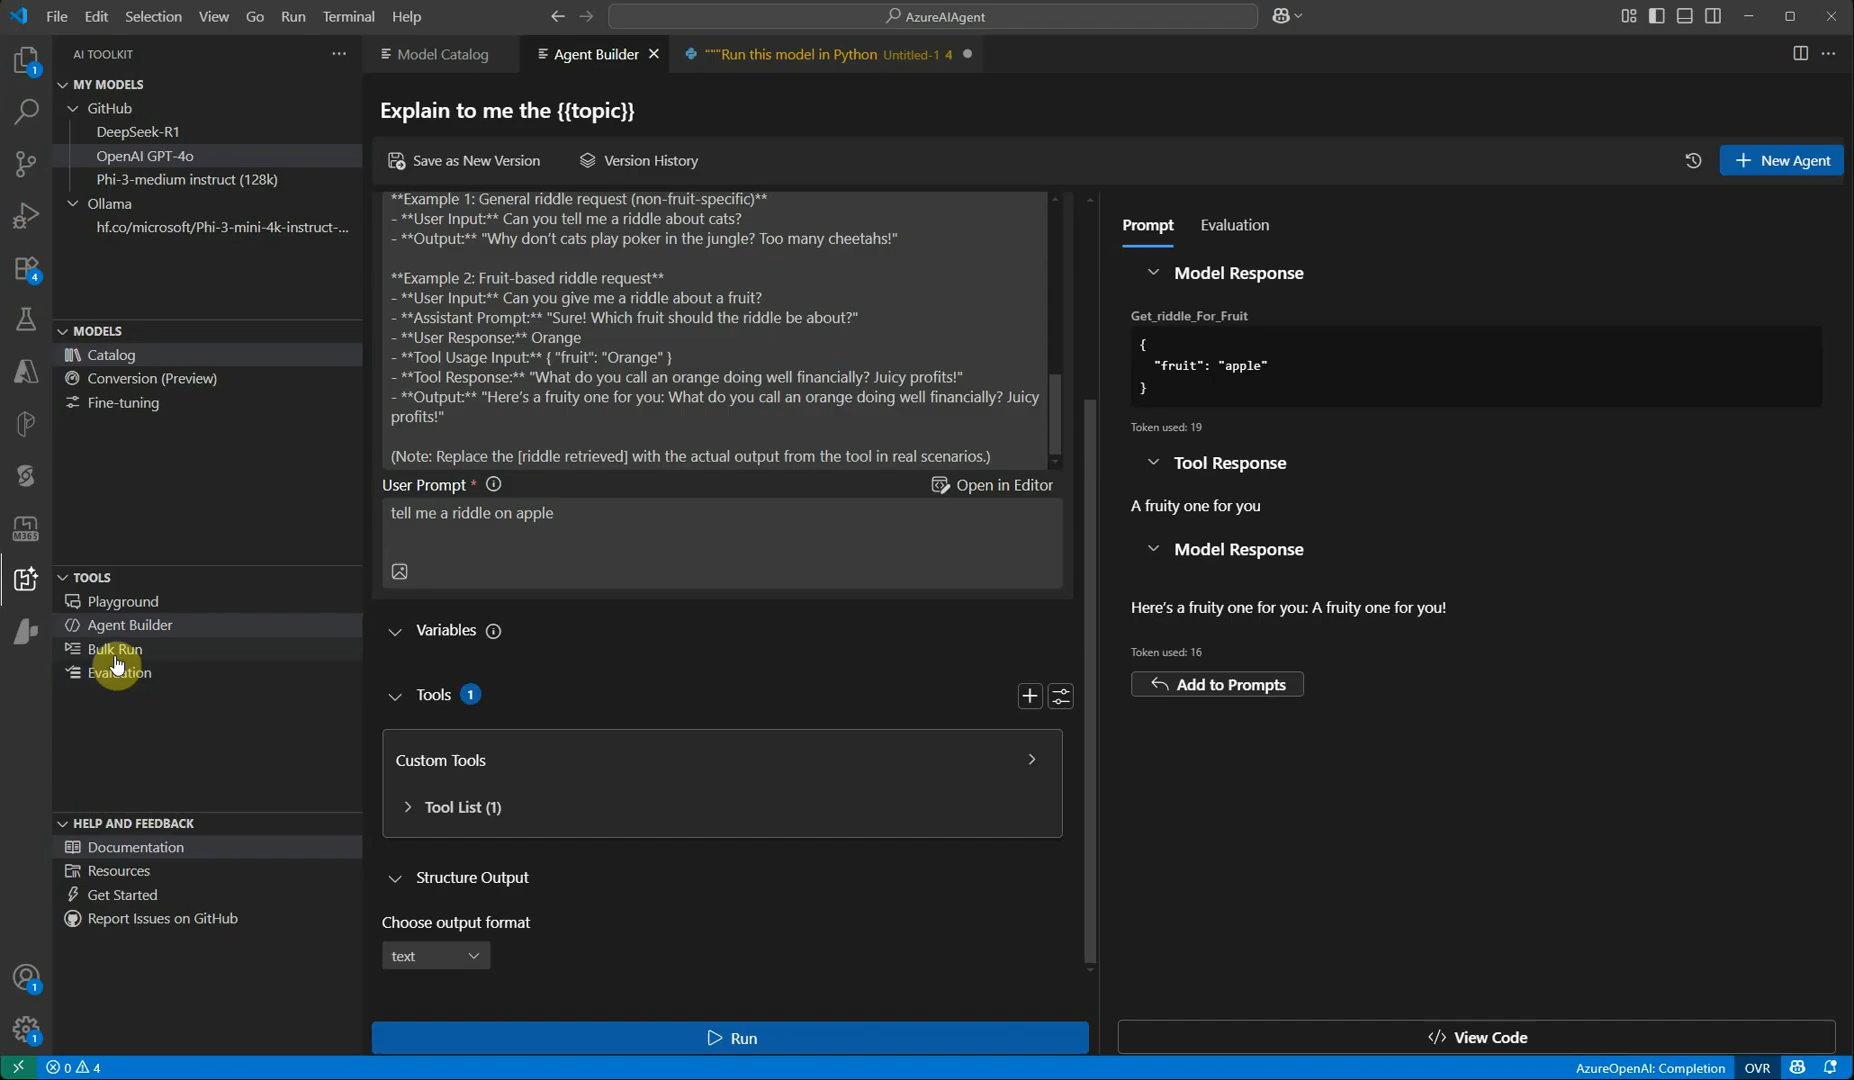 File Edit Selection View Go Run Terminal Help
AzureAIAgent
AI TOOLKIT
Model Catalog
Agent Builder
"""Run this model in Python Untitled-1 4
1
MY MODELS
GitHub
DeepSeek-R1
OpenAI GPT-4o
Phi-3-medium instruct (128k)
Ollama
hf.co/microsoft/Phi-3-mini-4k-instruct-...
4
M365
MODELS
Catalog
Conversion (Preview)
Fine-tuning
TOOLS
Playground
Agent Builder
Bulk Run
Evaluation
HELP AND FEEDBACK
Documentation
Resources
Get Started
Report Issues on GitHub
1
1
Explain to me the {{topic}}
Save as New Version
Version History
New Agent
**Example 1: General riddle request (non-fruit-specific)**
- **User Input:** Can you tell me a riddle about cats?
- **Output:** "Why don't cats play poker in the jungle? Too many cheetahs!"
**Example 2: Fruit-based riddle request**
- **User Input:** Can you give me a riddle about a fruit?
- **Assistant Prompt:** "Sure! Which fruit should the riddle be about?"
- **User Response:** Orange
- **Tool Usage Input:** { "fruit": "Orange" }
- **Tool Response:** "What do you call an orange doing well financially? Juicy profits!"
- **Output:** "Here's a fruity one for you: What do you call an orange doing well financially? Juicy
profits!"
(Note: Replace the [riddle retrieved] with the actual output from the tool in real scenarios.)
User Prompt *
Open in Editor
tell me a riddle on apple
Variables
Tools 1
Custom Tools
Tool List (1)
Structure Output
Choose output format
text
Run
Prompt
Evaluation
Model Response
Get_riddle_For_Fruit
{
"fruit": "apple"
}
Token used: 19
Tool Response
A fruity one for you
Model Response
Here's a fruity one for you: A fruity one for you!
Token used: 16
Add to Prompts
</> View Code
0 4
AzureOpenAI: Completion
OVR